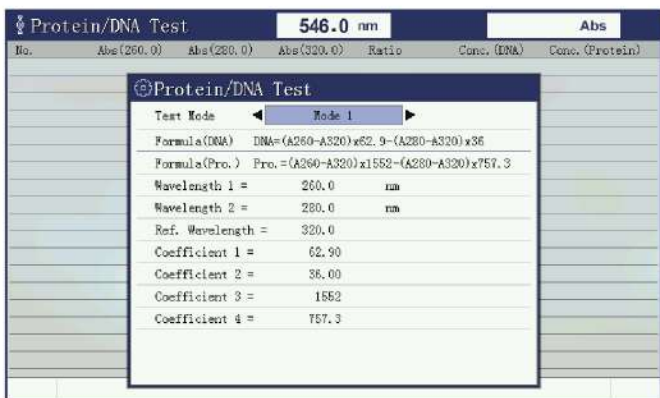 Protein/DNA Test 546.0 nm Abs
No. Abs(260.0) Abs(280.0) Abs(320.0) Ratio Conc.(DNA) Conc.(Protein)
Protein/DNA Test
Test Mode Mode 1
Formula(DNA) DNA=(A260-A320)x62.9-(A280-A320)x36
Formula(Pro.) Pro.=(A260-A320)x1552-(A280-A320)x757.3
Wavelength 1 = 260.0 nm
Wavelength 2 = 280.0 nm
Ref. Wavelength = 320.0
Coefficient 1 = 62.90
Coefficient 2 = 36.00
Coefficient 3 = 1552
Coefficient 4 = 757.3